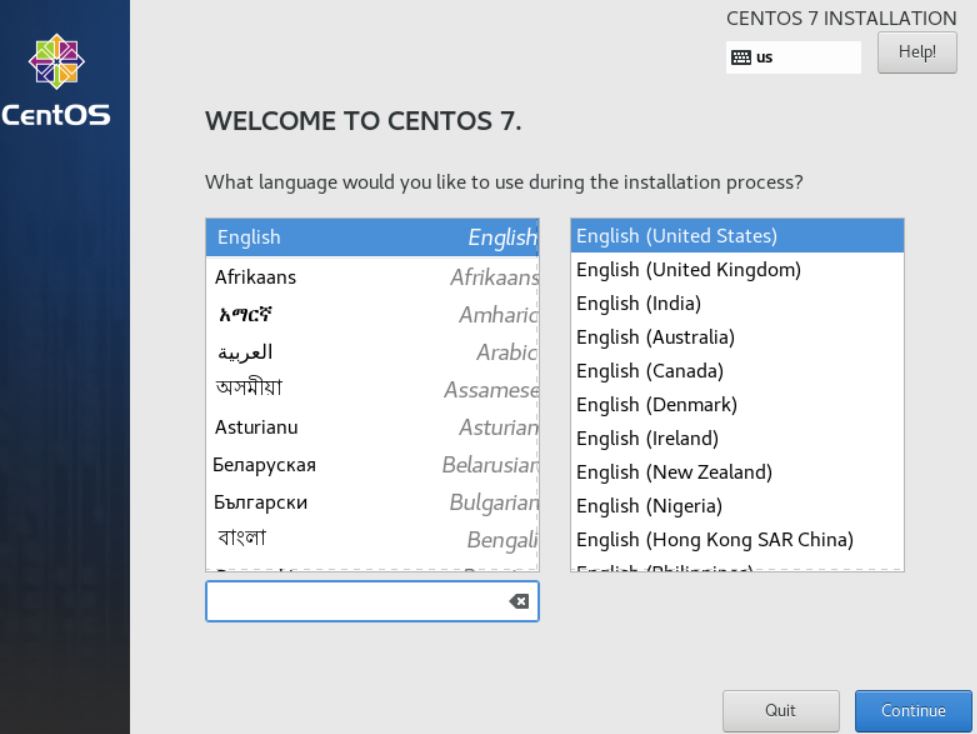 CentOS
CENTOS 7 INSTALLATION
us
Help!
WELCOME TO CENTOS 7.
What language would you like to use during the installation process?
English English
Afrikaans Afrikaans
አማርኛ Amharic
العربية Arabic
অসমীয়া Assamese
Asturianu Asturian
Беларуская Belarusian
Български Bulgarian
বাংলা Bengali
English (United States)
English (United Kingdom)
English (India)
English (Australia)
English (Canada)
English (Denmark)
English (Ireland)
English (New Zealand)
English (Nigeria)
English (Hong Kong SAR China)
English (Philippines)
Quit
Continue